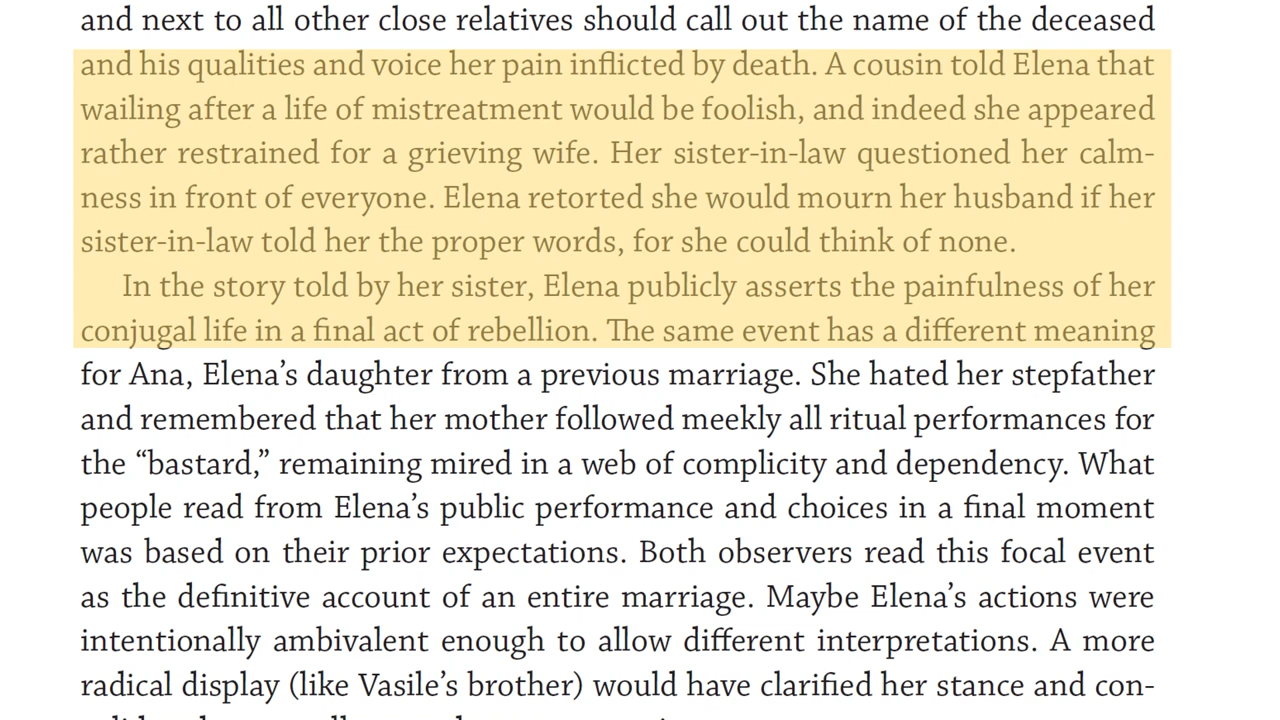 and next to all other close relatives should call out the name of the deceased
and his qualities and voice her pain inflicted by death. A cousin told Elena that
wailing after a life of mistreatment would be foolish, and indeed she appeared
rather restrained for a grieving wife. Her sister-in-law questioned her calm-
ness in front of everyone. Elena retorted she would mourn her husband if her
sister-in-law told her the proper words, for she could think of none.
In the story told by her sister, Elena publicly asserts the painfulness of her
conjugal life in a final act of rebellion. The same event has a different meaning
for Ana, Elena’s daughter from a previous marriage. She hated her stepfather
and remembered that her mother followed meekly all ritual performances for
the “bastard,” remaining mired in a web of complicity and dependency. What
people read from Elena’s public performance and choices in a final moment
was based on their prior expectations. Both observers read this focal event
as the definitive account of an entire marriage. Maybe Elena’s actions were
intentionally ambivalent enough to allow different interpretations. A more
radical display (like Vasile’s brother) would have clarified her stance and con-